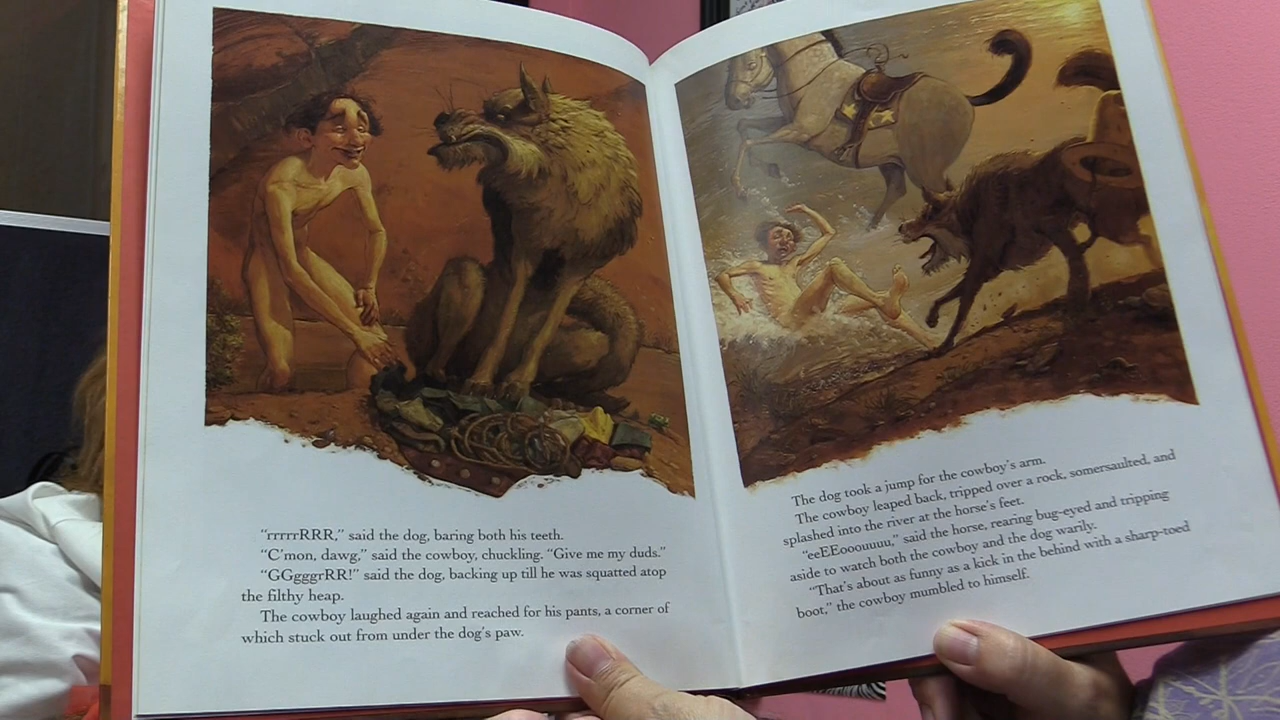 “rrrrrRRR,” said the dog, baring both his teeth.
“C’mon, dawg,” said the cowboy, chuckling. “Give me my duds.”
“GGgggrRR!” said the dog, backing up till he was squatted atop
the filthy heap.
The cowboy laughed again and reached for his pants, a corner of
which stuck out from under the dog’s paw.
The dog took a jump for the cowboy’s arm.
The cowboy leaped back, tripped over a rock, somersaulted, and
splashed into the river at the horse’s feet.
“eeEEooouuuu,” said the horse, rearing bug-eyed and tripping
aside to watch both the cowboy and the dog warily.
“That’s about as funny as a kick in the behind with a sharp-toed
boot,” the cowboy mumbled to himself.